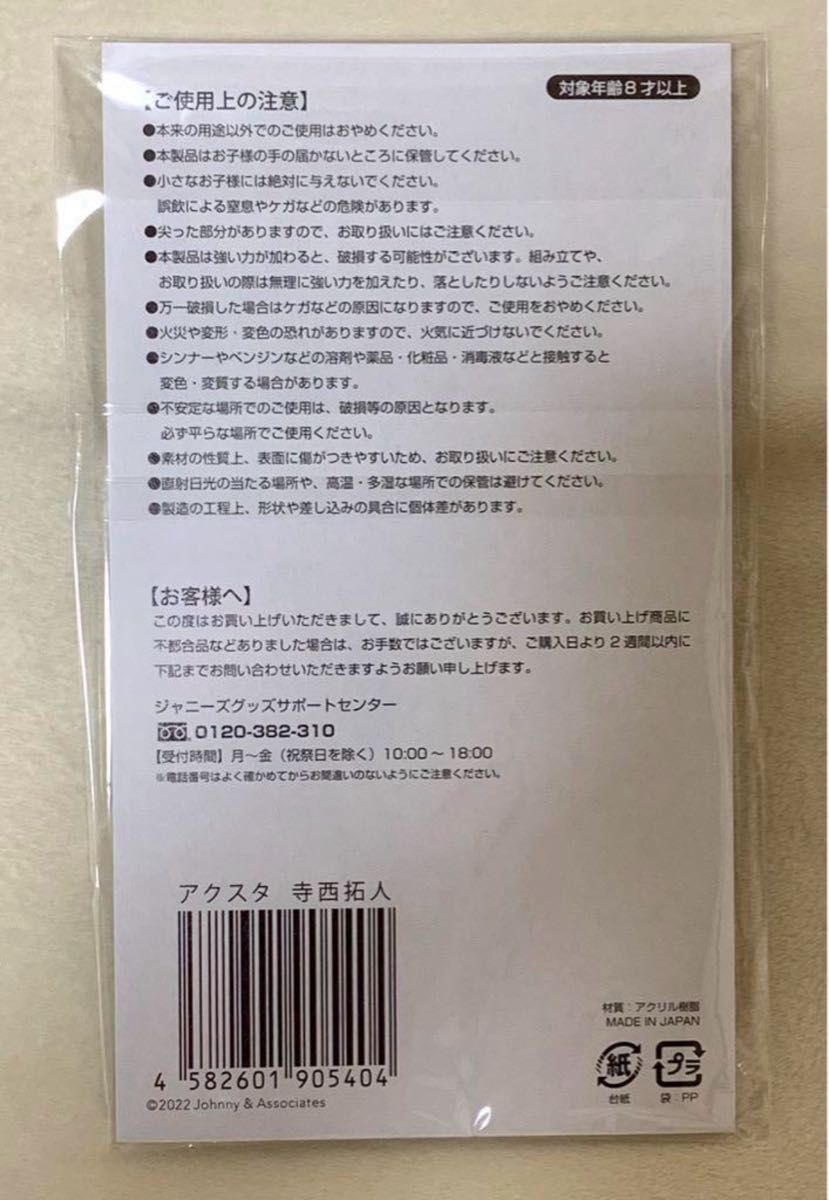 対象年齢8才以上
【ご使用上の注意】
●本来の用途以外でのご使用はおやめください。
●本製品はお子様の手の届かないところに保管してください。
●小さなお子様には絶対に与えないでください。
誤飲による窒息やケガなどの危険があります。
●尖った部分がありますので、お取り扱いにはご注意ください。
●本製品は強い力が加わると、破損する可能性がございます。組み立てや、
お取り扱いの際は無理に強い力を加えたり、落としたりしないようご注意ください。
●万一破損した場合はケガなどの原因になりますので、ご使用をおやめください。
●火災や変形・変色の恐れがありますので、火気に近づけないでください。
●シンナーやベンジンなどの溶剤や薬品・化粧品・消毒液などと接触すると
変色・変質する場合があります。
●不安定な場所でのご使用は、破損等の原因となります。
必ず平らな場所でご使用ください。
●素材の性質上、表面に傷がつきやすいため、お取り扱いにご注意ください。
●直射日光の当たる場所や、高温・多湿な場所での保管は避けてください。
●製造の工程上、形状や差し込みの具合に個体差があります。
【お客様へ】
この度はお買い上げいただきまして、誠にありがとうございます。お買い上げ商品に
不都合品などありました場合は、お手数ではございますが、ご購入日より2週間以内に
下記までお問い合わせいただきますようお願い申し上げます。
ジャニーズグッズサポートセンター
0120-382-310
【受付時間】月～金（祝祭日を除く）10:00～18:00
※電話番号はよく確かめてからお間違いのないようにご注意ください。
アクスタ 寺西拓人
4 582601 905404
©2022 Johnny & Associates
材質：アクリル樹脂
MADE IN JAPAN
紙 プラ
台紙 袋：PP